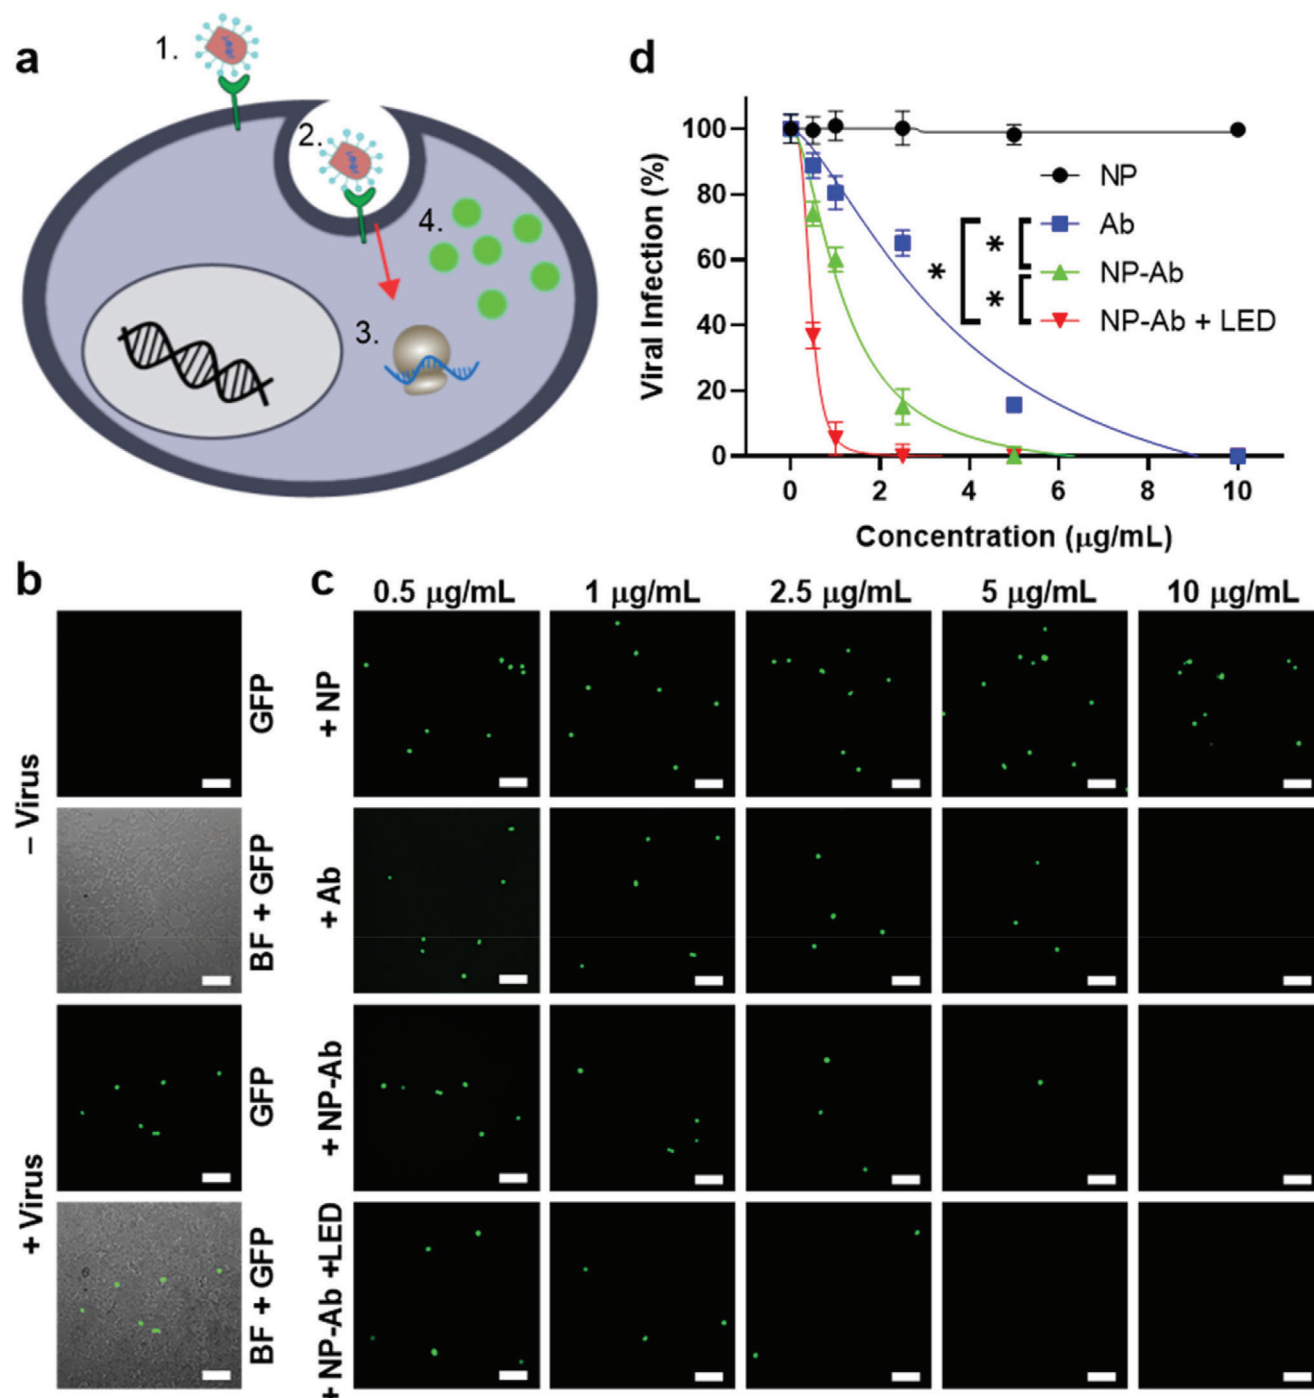 a
1.
2.
3.
4.
d
Viral Infection (%)
100
80
60
40
20
0
0 2 4 6 8 10
Concentration (μg/mL)
NP
Ab
NP-Ab
NP-Ab + LED
*
*
*
b
– Virus
GFP
BF + GFP
+ Virus
GFP
BF + GFP
c
0.5 μg/mL 1 μg/mL 2.5 μg/mL 5 μg/mL 10 μg/mL
+ NP
+ Ab
+ NP-Ab
+ NP-Ab +LED